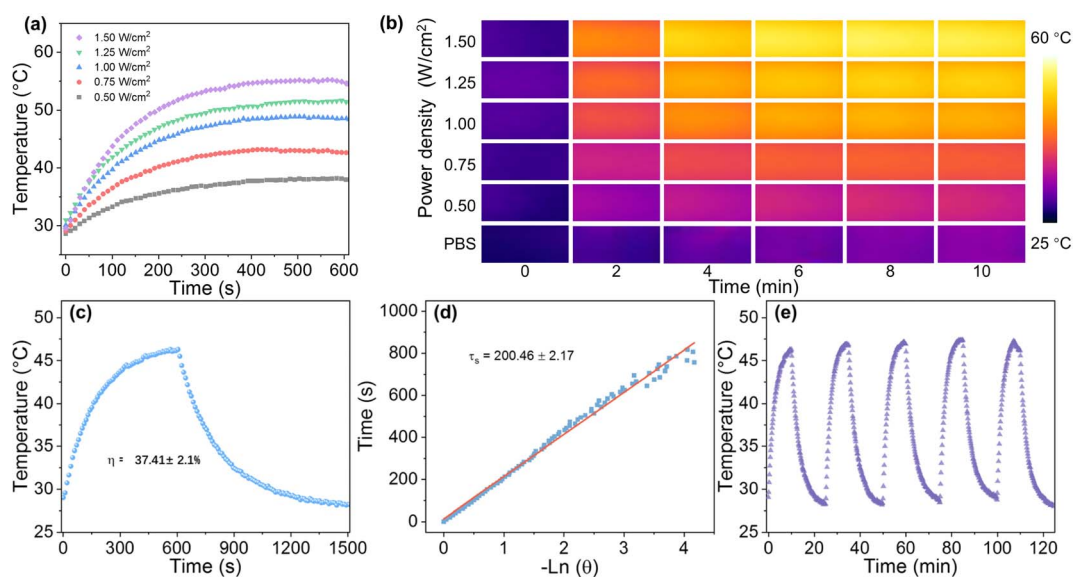 (a)
1.50 W/cm²
1.25 W/cm²
1.00 W/cm²
0.75 W/cm²
0.50 W/cm²
Temperature (°C)
60
50
40
30
0 100 200 300 400 500 600
Time (s)
(b)
Power density (W/cm²)
1.50
1.25
1.00
0.75
0.50
PBS
0 2 4 6 8 10
Time (min)
60 °C
25 °C
(c)
Temperature (°C)
50
45
40
35
30
25
η = 37.41± 2.1%
0 300 600 900 1200 1500
Time (s)
(d)
Time (s)
1000
800
600
400
200
0
τs = 200.46 ± 2.17
0 1 2 3 4
-Ln (θ)
(e)
Temperature (°C)
50
45
40
35
30
25
0 20 40 60 80 100 120
Time (min)